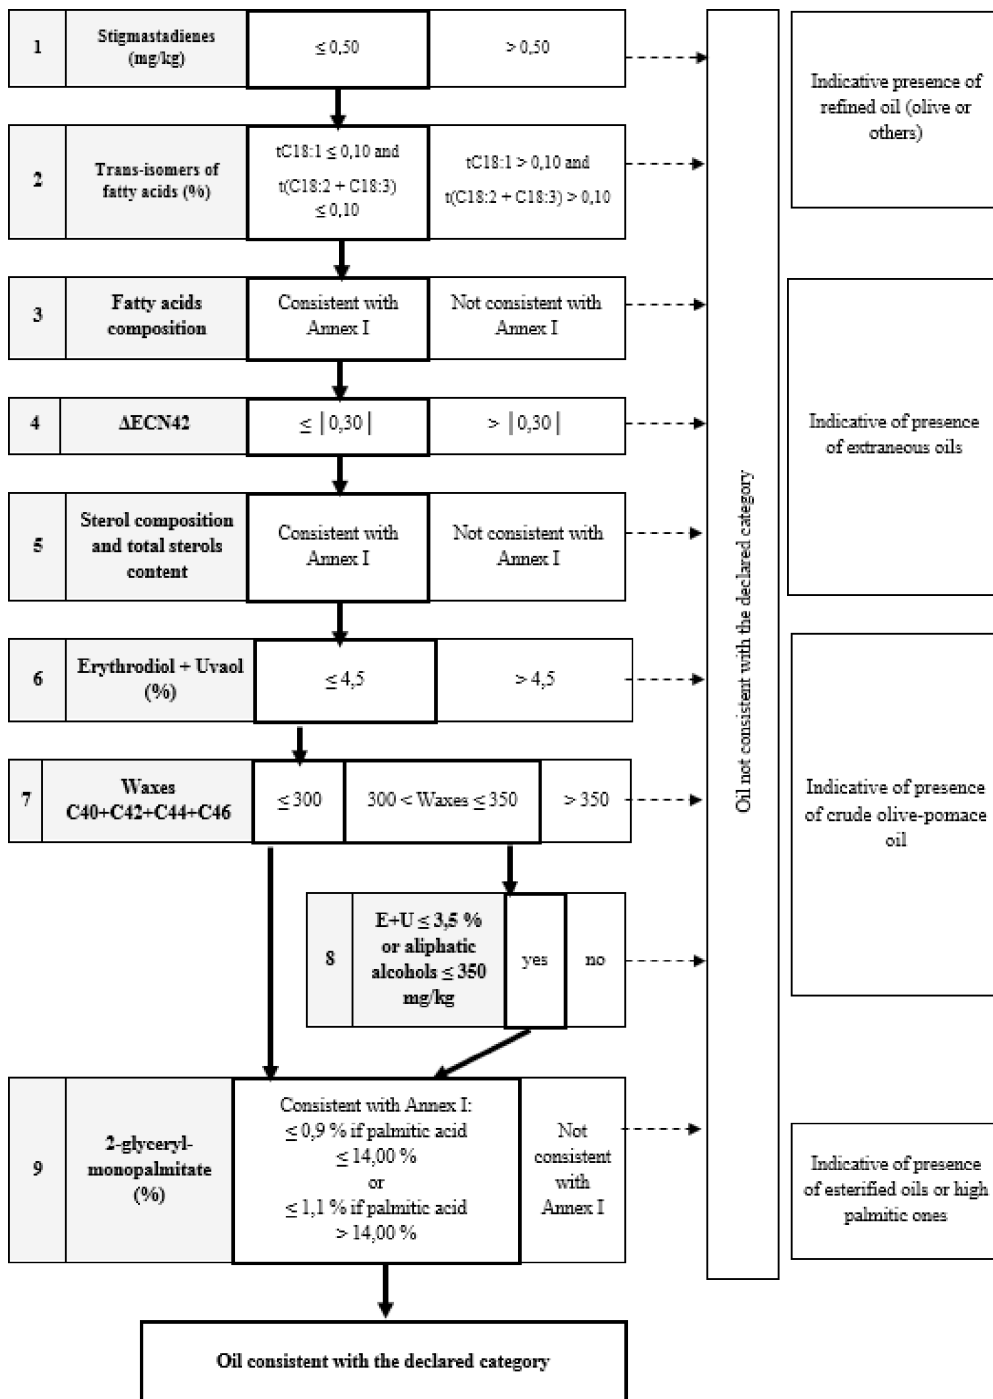 1
Stigmastadienes
(mg/kg)
≤ 0,50
> 0,50
Indicative presence of
refined oil (olive or
others)
2
Trans-isomers of
fatty acids (%)
tC18:1 ≤ 0,10 and
t(C18:2 + C18:3)
≤ 0,10
tC18:1 > 0,10 and
t(C18:2 + C18:3) > 0,10
3
Fatty acids
composition
Consistent with
Annex I
Not consistent with
Annex I
4
ΔECN42
≤ |0,30|
> |0,30|
Indicative of presence
of extraneous oils
5
Sterol composition
and total sterols
content
Consistent with
Annex I
Not consistent with
Annex I
Oil not consistent with the declared category
6
Erythrodiol + Uvaol
(%)
≤ 4,5
> 4,5
7
Waxes
C40+C42+C44+C46
≤ 300
300 < Waxes ≤ 350
> 350
Indicative of presence
of crude olive-pomace
oil
8
E+U ≤ 3,5 %
or aliphatic
alcohols ≤ 350
mg/kg
yes
no
9
2-glyceryl-
monopalmitate
(%)
Consistent with Annex I:
≤ 0,9 % if palmitic acid
≤ 14,00 %
or
≤ 1,1 % if palmitic acid
> 14,00 %
Not
consistent
with
Annex I
Indicative of presence
of esterified oils or high
palmitic ones
Oil consistent with the declared category